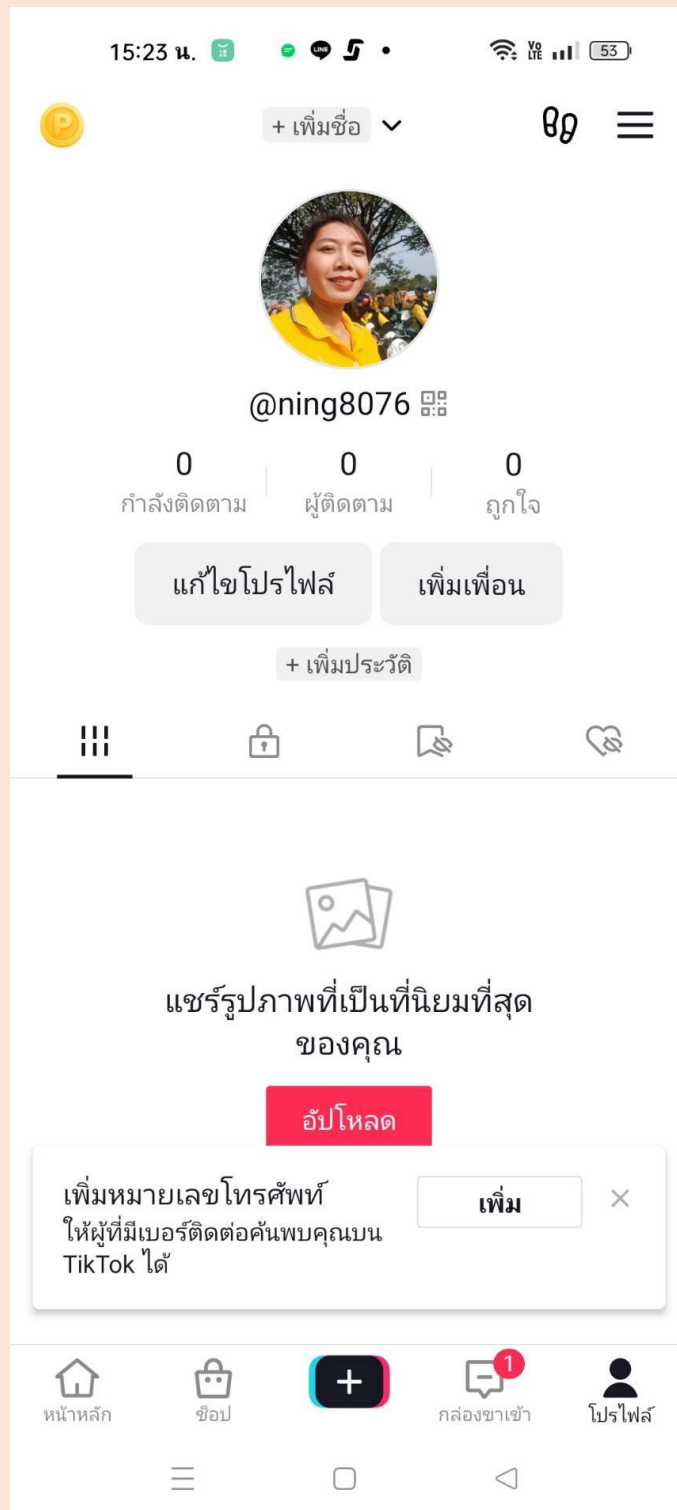 15:23 น. LINE Vo LTE 53
P + เพิ่มชื่อ
@ning8076
0 0 0
กำลังติดตาม ผู้ติดตาม ถูกใจ
แก้ไขโปรไฟล์ เพิ่มเพื่อน
+ เพิ่มประวัติ
แชร์รูปภาพที่เป็นที่นิยมที่สุด
ของคุณ
อัปโหลด
เพิ่มหมายเลขโทรศัพท์ เพิ่ม
ให้ผู้ที่มีเบอร์ติดต่อค้นพบคุณบน
TikTok ได้
1
หน้าหลัก ช็อป กล่องขาเข้า โปรไฟล์